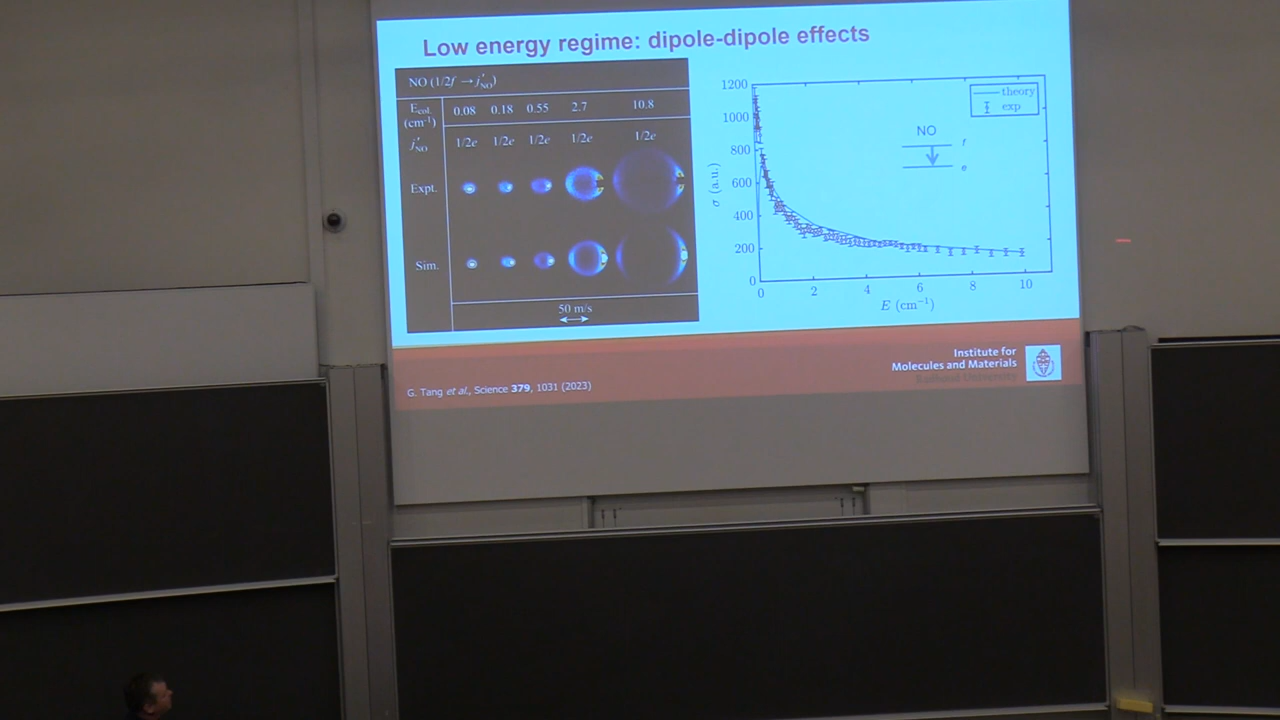 Low energy regime: dipole-dipole effects
NO (1/2f → j′NO)
Ecol. (cm⁻¹) 0.08 0.18 0.55 2.7 10.8
j′NO 1/2e 1/2e 1/2e 1/2e 1/2e
Expt.
Sim.
50 m/s
1200
1000
800
600
400
200
0
σ (a.u.)
theory
exp
NO
f
e
0 2 4 6 8 10
E (cm⁻¹)
Institute for
Molecules and Materials
Radboud University
G. Tang et al., Science 379, 1031 (2023)